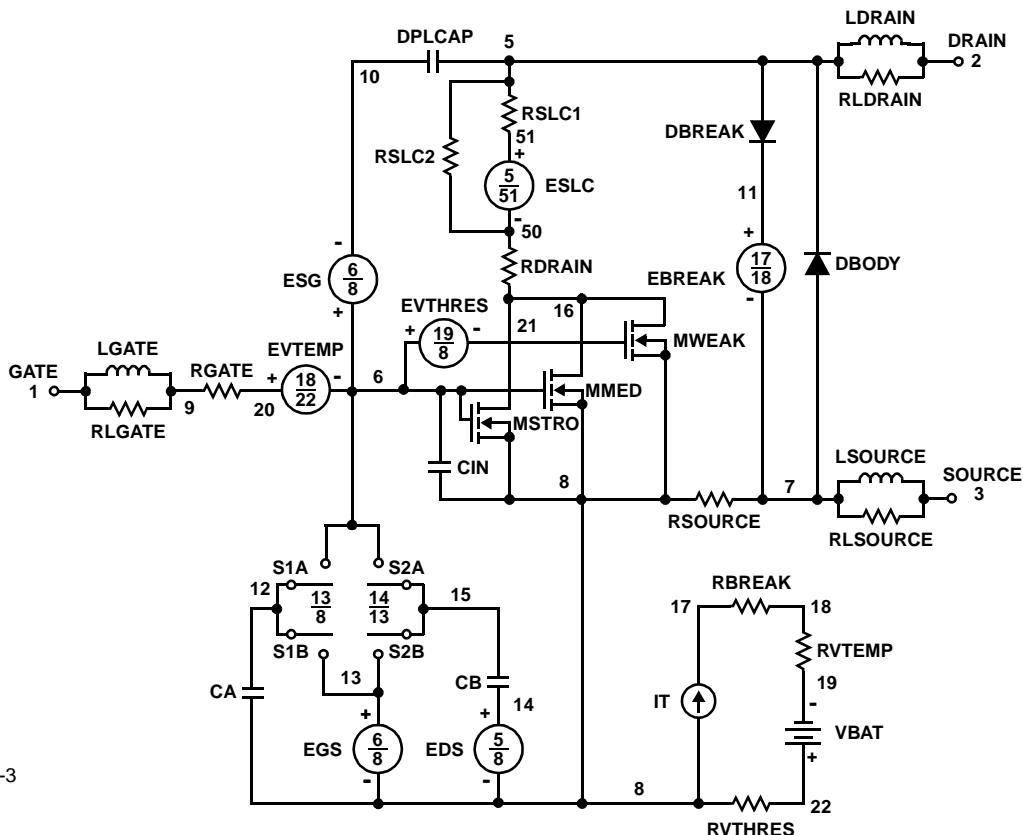 LDRAIN
DPLCAP 5 DRAIN
10 2
RLDRAIN
RSLC1
DBREAK
51
+
RSLC2
5
51
ESLC
11
-
50
-
+
17
18
6
8
ESG
RDRAIN
EBREAK
DBODY
-
+
EVTHRES
16
21
+
19
8
-
MWEAK
LGATE
EVTEMP
GATE
1
RGATE
+
18
22
-
6
MMED
9
20
MSTRO
RLGATE
LSOURCE
CIN
8
7
SOURCE
3
RSOURCE
RLSOURCE
S1A
S2A
12
13
8
14
13
15
RBREAK
17
18
S1B
S2B
RVTEMP
13
CB
19
CA
14
IT
-
+
+
VBAT
EGS
6
8
EDS
5
8
+
-
-
8
22
RVTHRES
-3